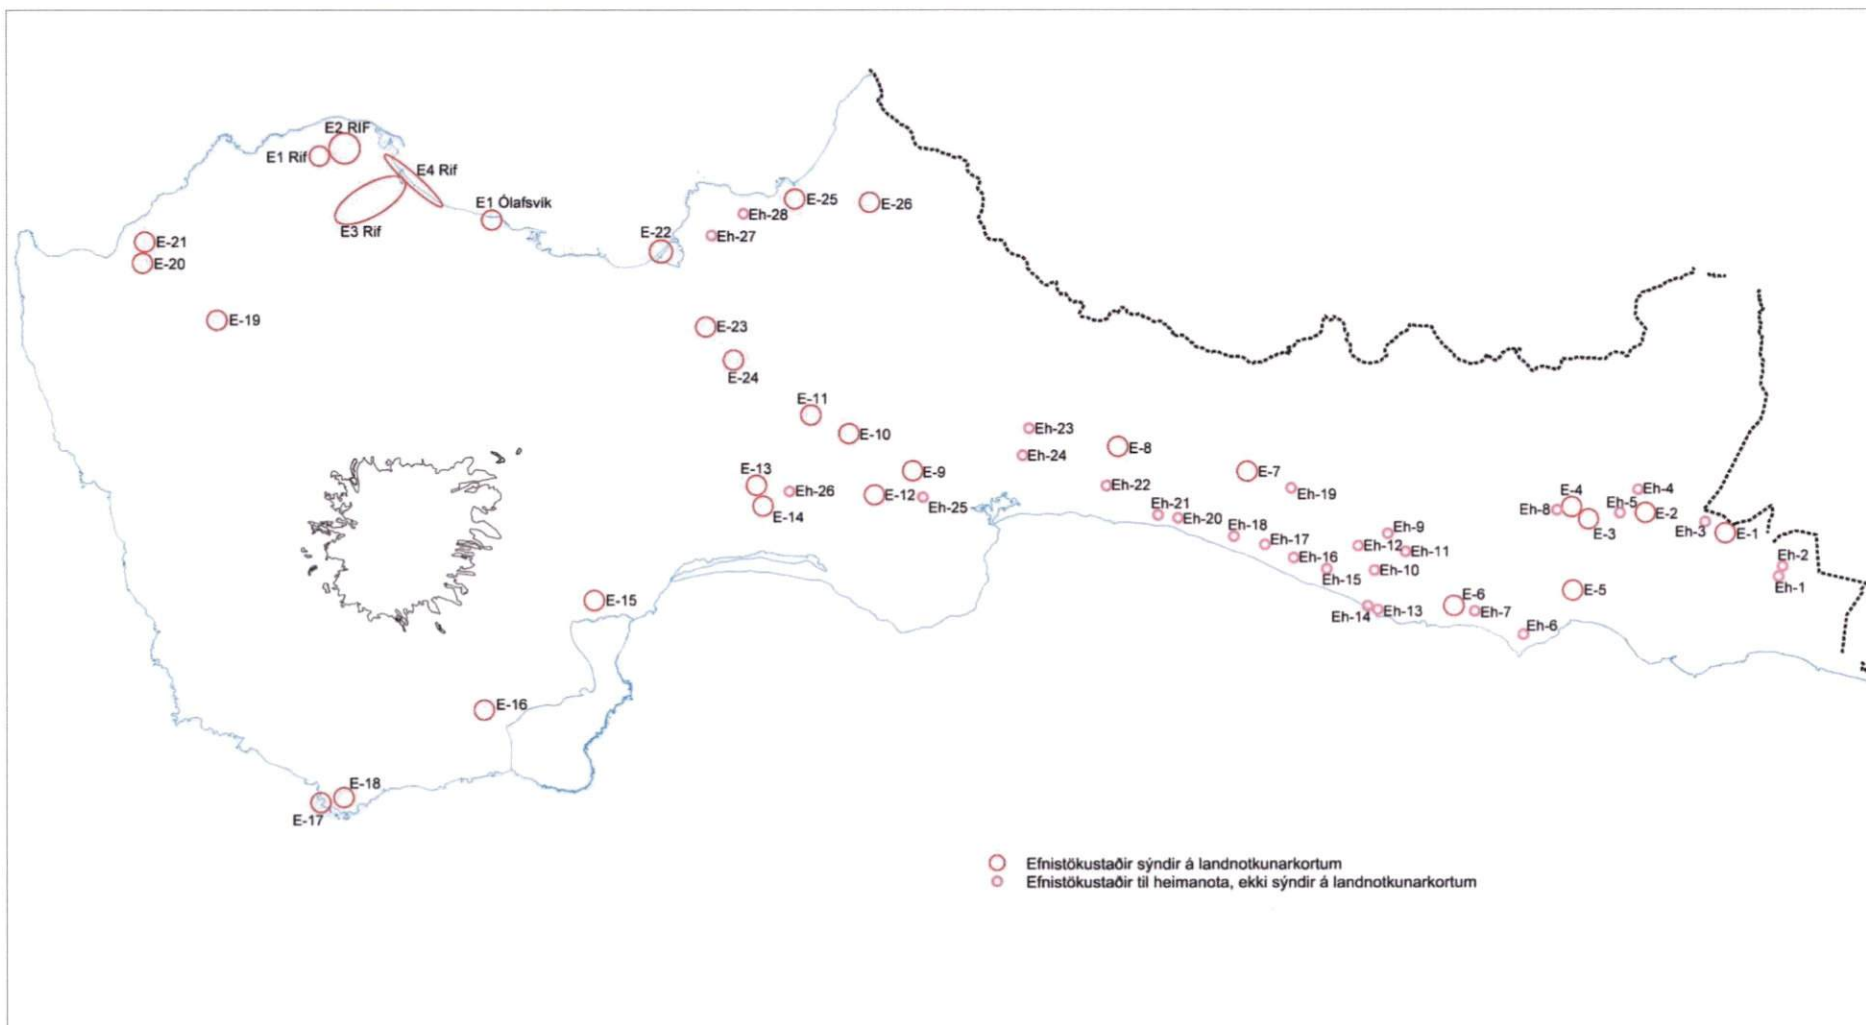 E2 RIF
E1 Rif
E4 Rif
E3 Rif
E1 Ólafsvik
E-25
E-26
Eh-28
Eh-27
E-22
E-21
E-20
E-19
E-23
E-24
E-11
E-10
E-9
E-13
Eh-26
E-12
E-14
Eh-25
Eh-23
Eh-24
E-8
Eh-22
E-7
Eh-19
Eh-21
Eh-20
Eh-18
Eh-17
Eh-16
Eh-15
Eh-9
Eh-12
Eh-11
Eh-10
Eh-14
Eh-13
E-6
Eh-7
Eh-6
E-5
E-4
Eh-8
E-3
Eh-4
Eh-5
E-2
Eh-3
E-1
Eh-2
Eh-1
E-15
E-16
E-18
E-17
Efnistökustaðir sýndir á landnotkunarkortum
Efnistökustaðir til heimanota, ekki sýndir á landnotkunarkortum